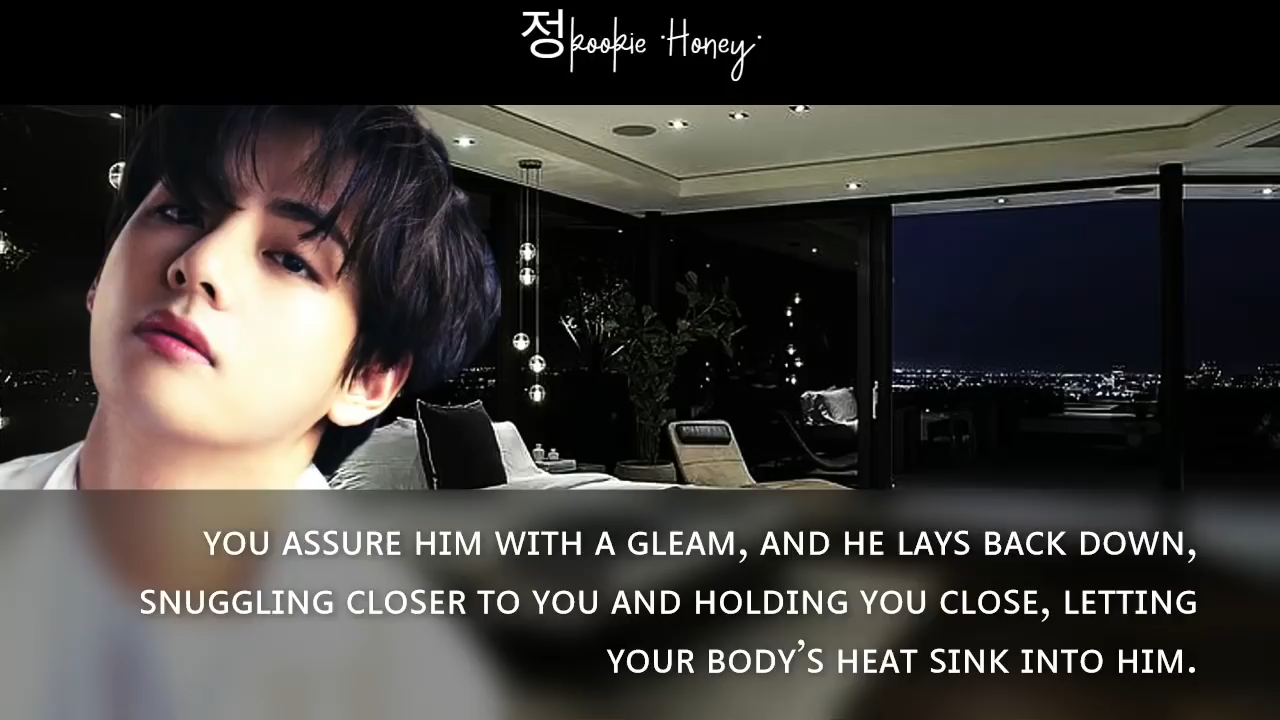 정kookie Honey
YOU ASSURE HIM WITH A GLEAM, AND HE LAYS BACK DOWN,
SNUGGLING CLOSER TO YOU AND HOLDING YOU CLOSE, LETTING
YOUR BODY’S HEAT SINK INTO HIM.